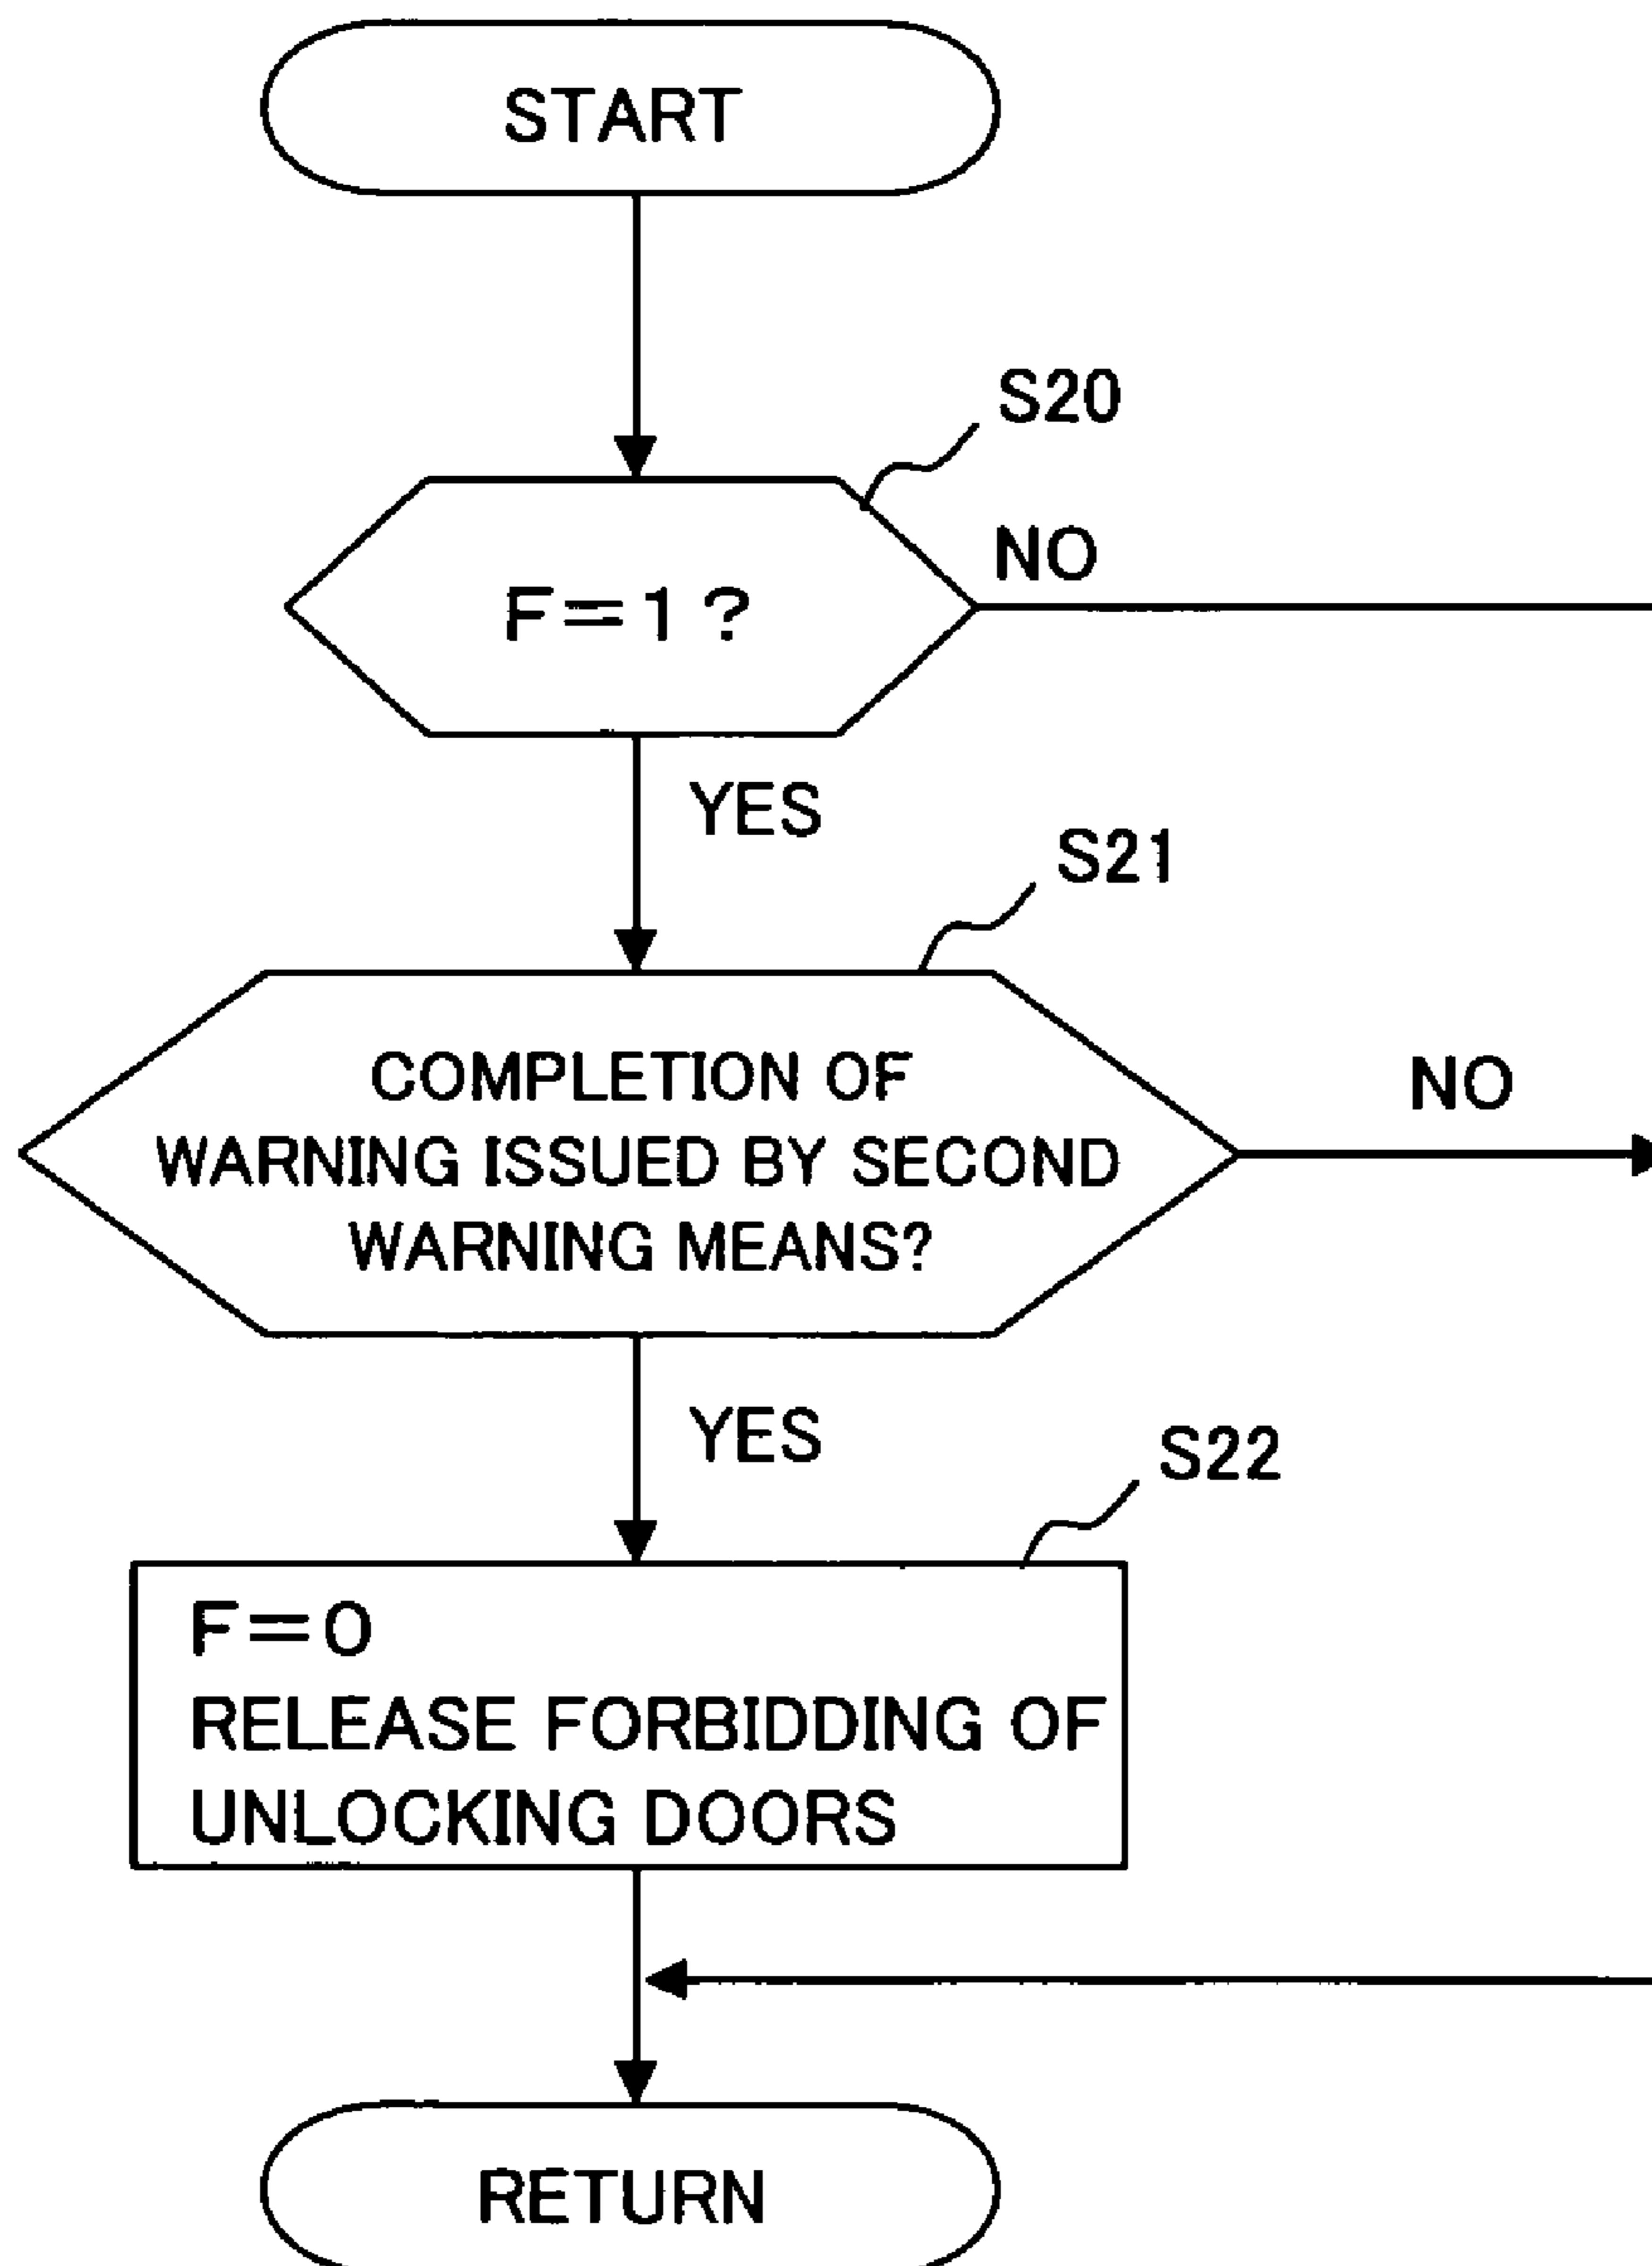 START
S20
NO
F=1?
YES
S21
COMPLETION OF
WARNING ISSUED BY SECOND
WARNING MEANS?
NO
YES
S22
F=0
RELEASE FORBIDDING OF
UNLOCKING DOORS
RETURN